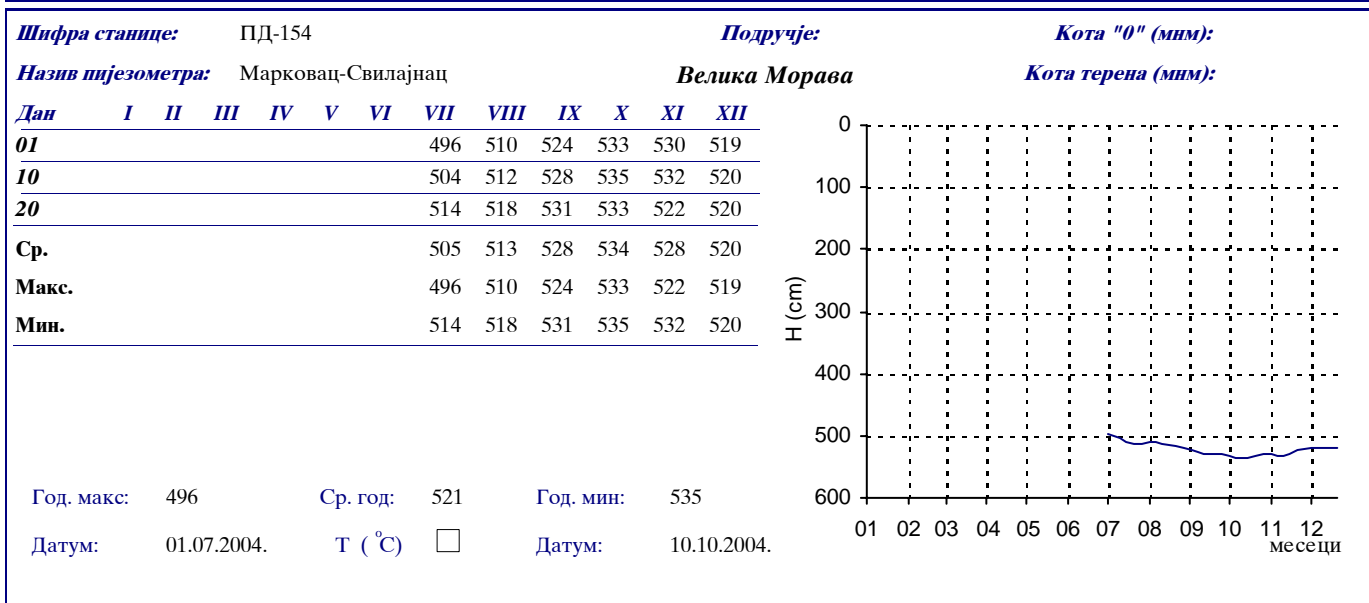 Шифра станице: ПД-154 Подручје: Кота "0" (мнм):
Назив пијезометра: Марковац-Свилајнац Велика Морава Кота терена (мнм):
Дан I II III IV V VI VII VIII IX X XI XII
01 496 510 524 533 530 519
10 504 512 528 535 532 520
20 514 518 531 533 522 520
Ср. 505 513 528 534 528 520
Макс. 496 510 524 533 522 519
Мин. 514 518 531 535 532 520
Год. макс: 496 Ср. год: 521 Год. мин: 535
Датум: 01.07.2004. Т ( °C) Датум: 10.10.2004.
0
100
200
300
400
500
600
H (cm)
01 02 03 04 05 06 07 08 09 10 11 12
месеци